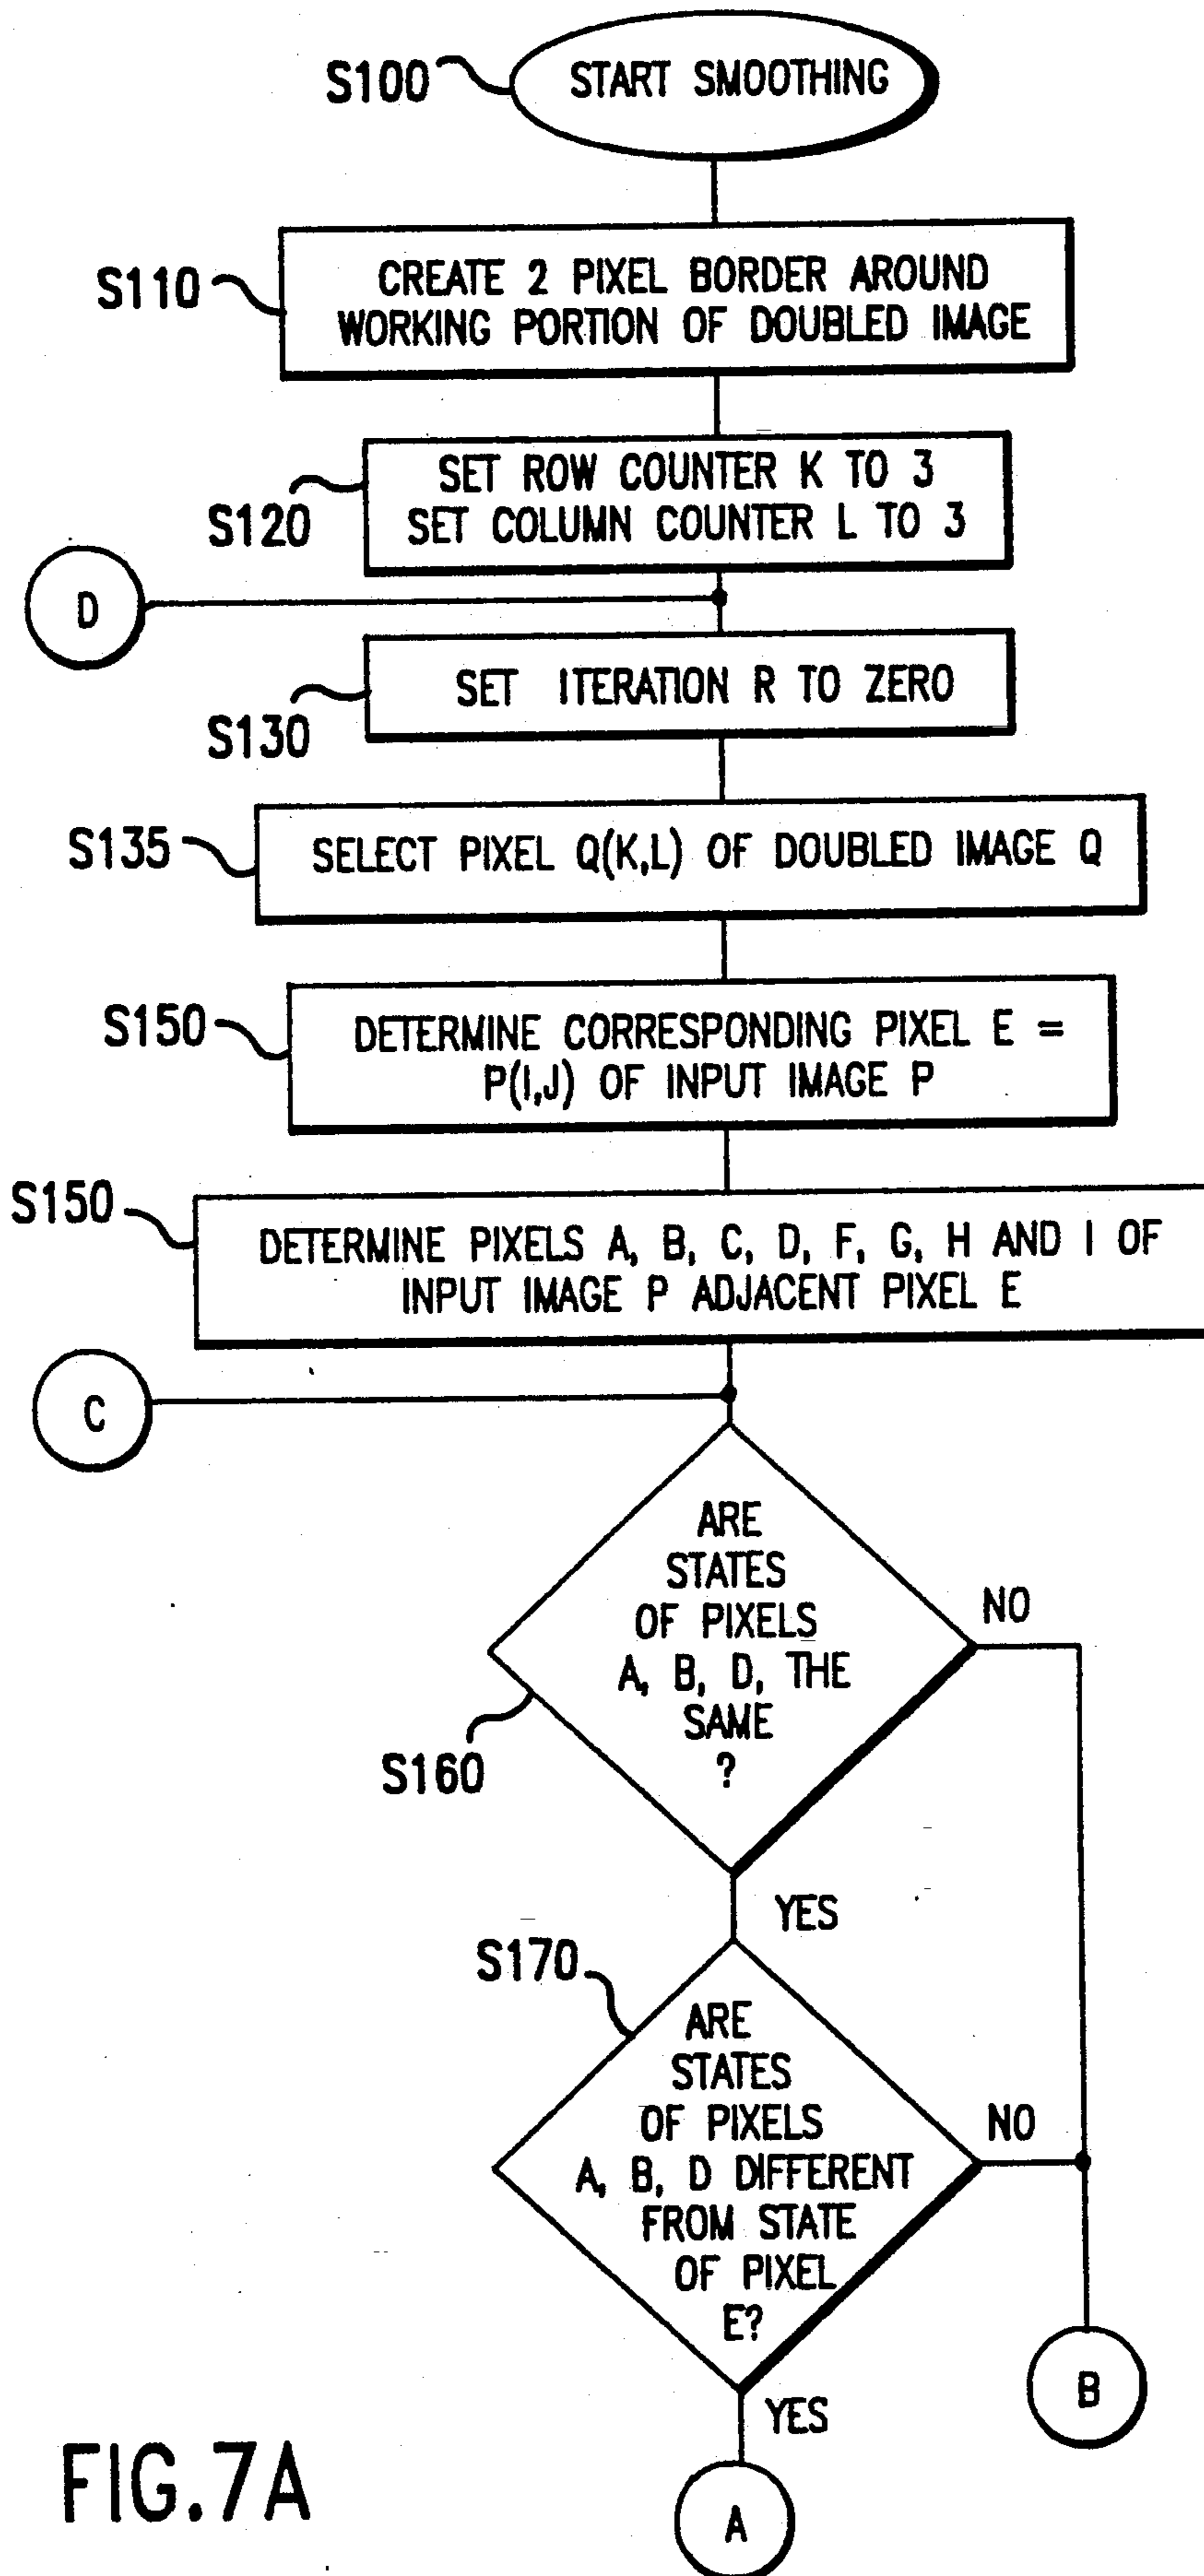 S100
START SMOOTHING
S110
CREATE 2 PIXEL BORDER AROUND
WORKING PORTION OF DOUBLED IMAGE
S120
SET ROW COUNTER K TO 3
SET COLUMN COUNTER L TO 3
D
S130
SET ITERATION R TO ZERO
S135
SELECT PIXEL Q(K,L) OF DOUBLED IMAGE Q
S150
DETERMINE CORRESPONDING PIXEL E =
P(I,J) OF INPUT IMAGE P
S150
DETERMINE PIXELS A, B, C, D, F, G, H AND I OF
INPUT IMAGE P ADJACENT PIXEL E
C
ARE
STATES
OF PIXELS
A, B, D, THE
SAME
?
NO
S160
YES
S170
ARE
STATES
OF PIXELS
A, B, D DIFFERENT
FROM STATE
OF PIXEL
E?
NO
B
YES
A
FIG.7A